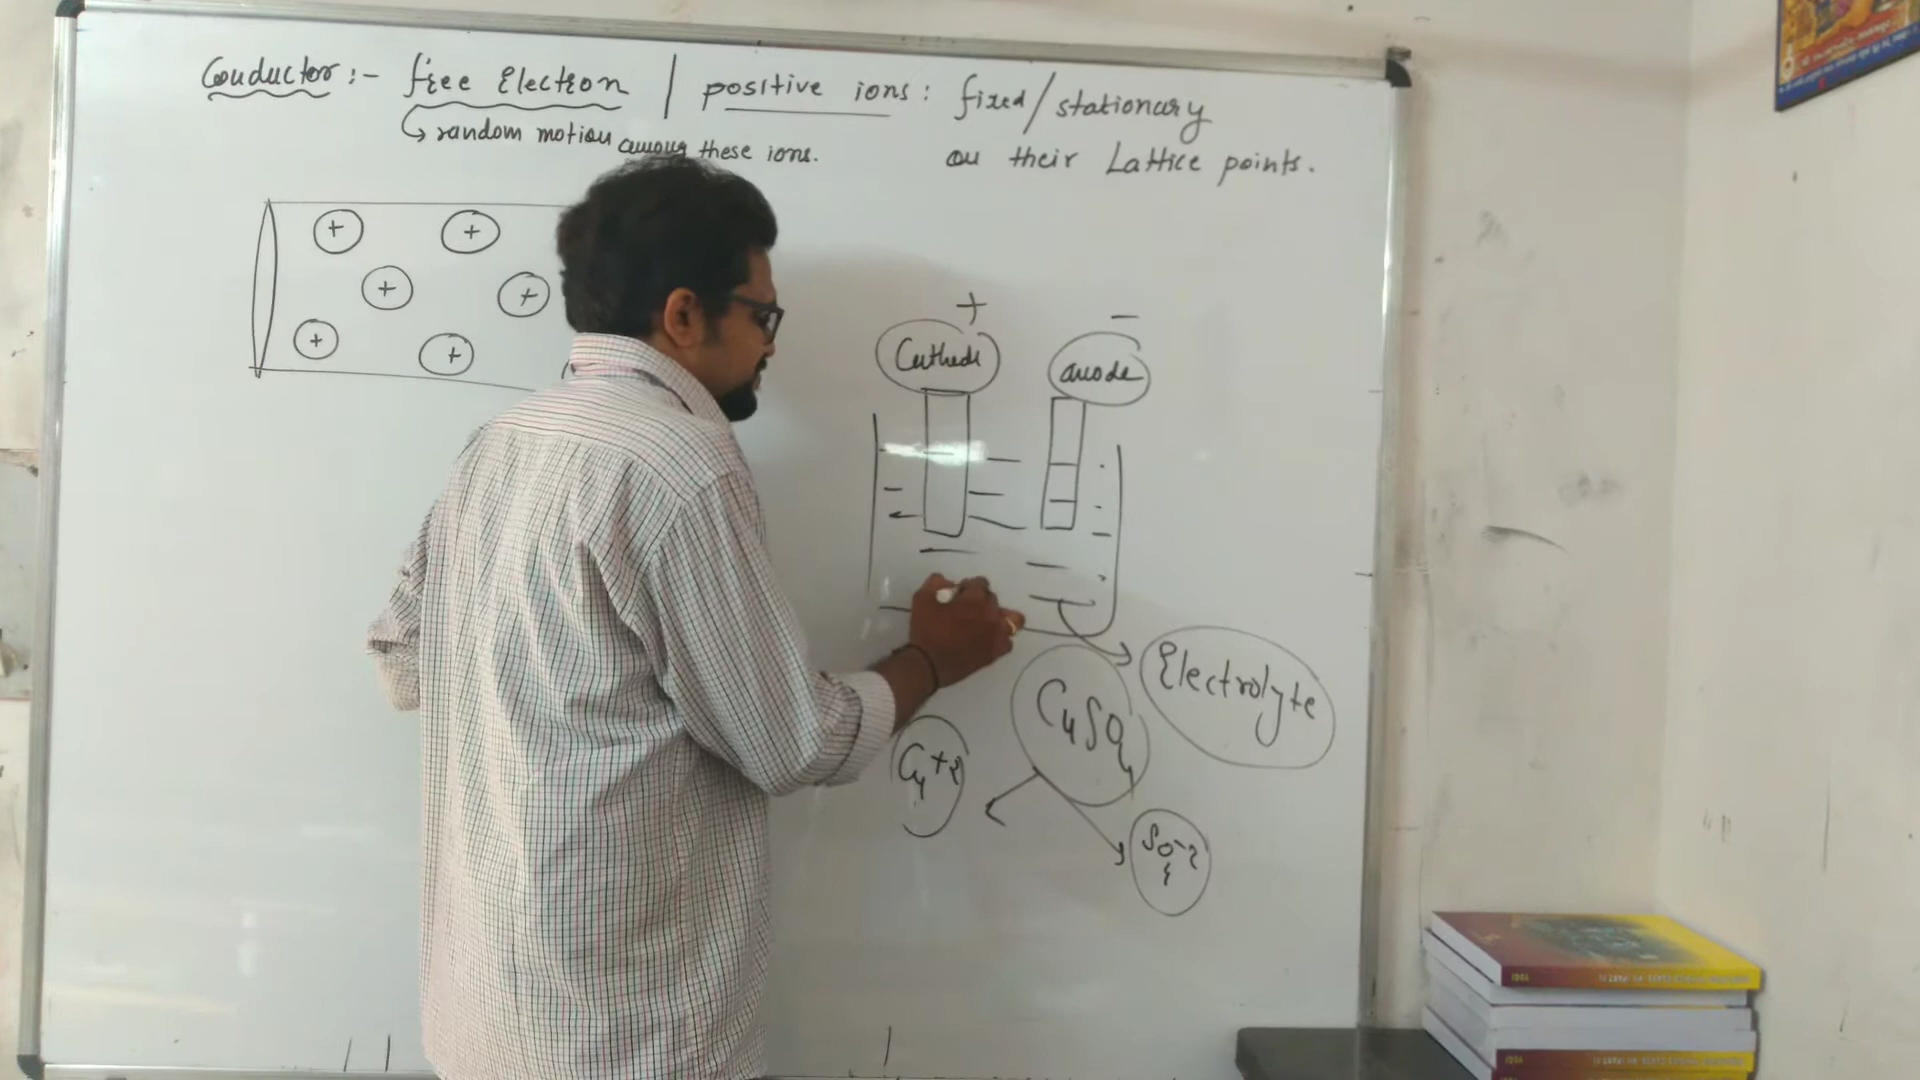 Conductor :- free Electron | positive ions : fixed/stationary
↳ random motion among these ions.
on their Lattice points.
+ +
+ +
+ +
+ -
Cathode anode
Electrolyte
CuSO4
Cu+2
SO4-2